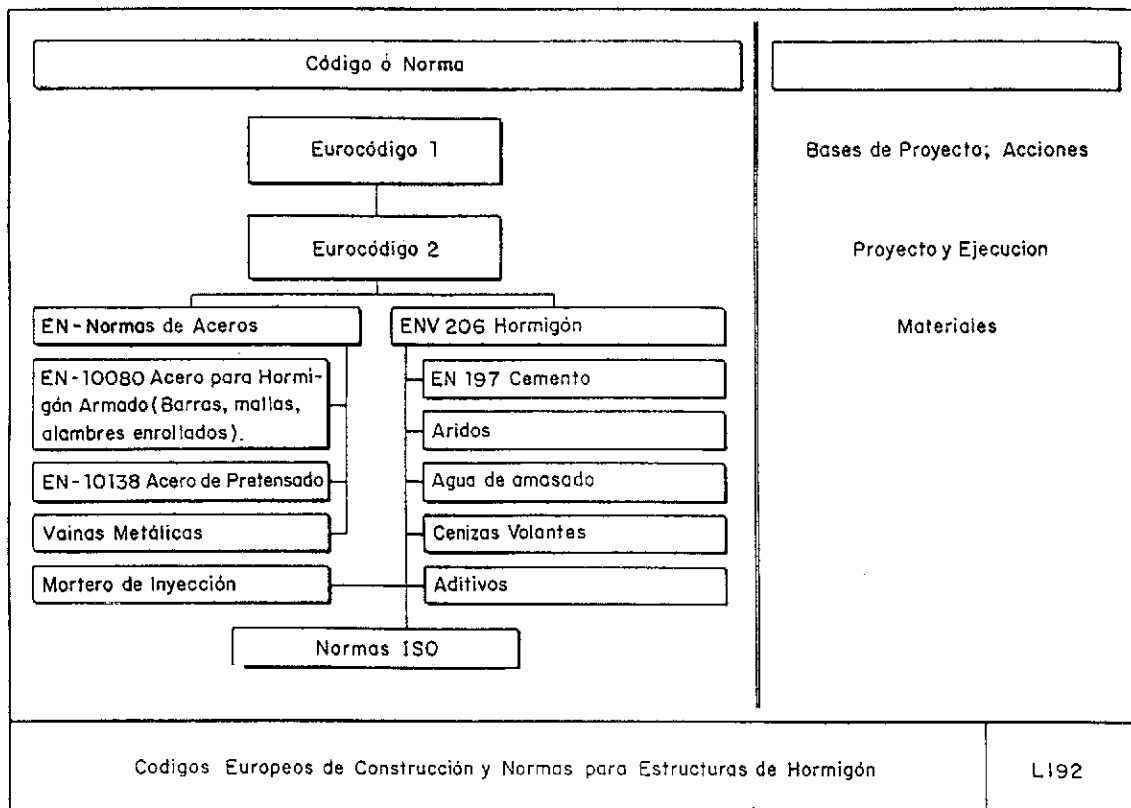 Código ó Norma
Eurocódigo 1
Bases de Proyecto; Acciones
Eurocódigo 2
Proyecto y Ejecucion
EN-Normas de Aceros
ENV 206 Hormigón
Materiales
EN-10080 Acero para Hormi-
gón Armado (Barras, mallas,
alambres enrollados).
EN 197 Cemento
Aridos
EN-10138 Acero de Pretensado
Agua de amasado
Vainas Metálicas
Cenizas Volantes
Mortero de Inyección
Aditivos
Normas ISO
Codigos Europeos de Construcción y Normas para Estructuras de Hormigón
L192